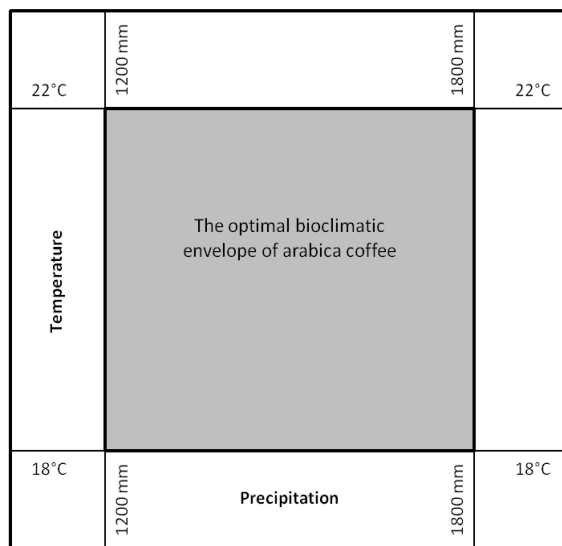 1200 mm
1800 mm
22°C
22°C
The optimal bioclimatic
envelope of arabica coffee
Temperature
18°C
18°C
1200 mm
Precipitation
1800 mm